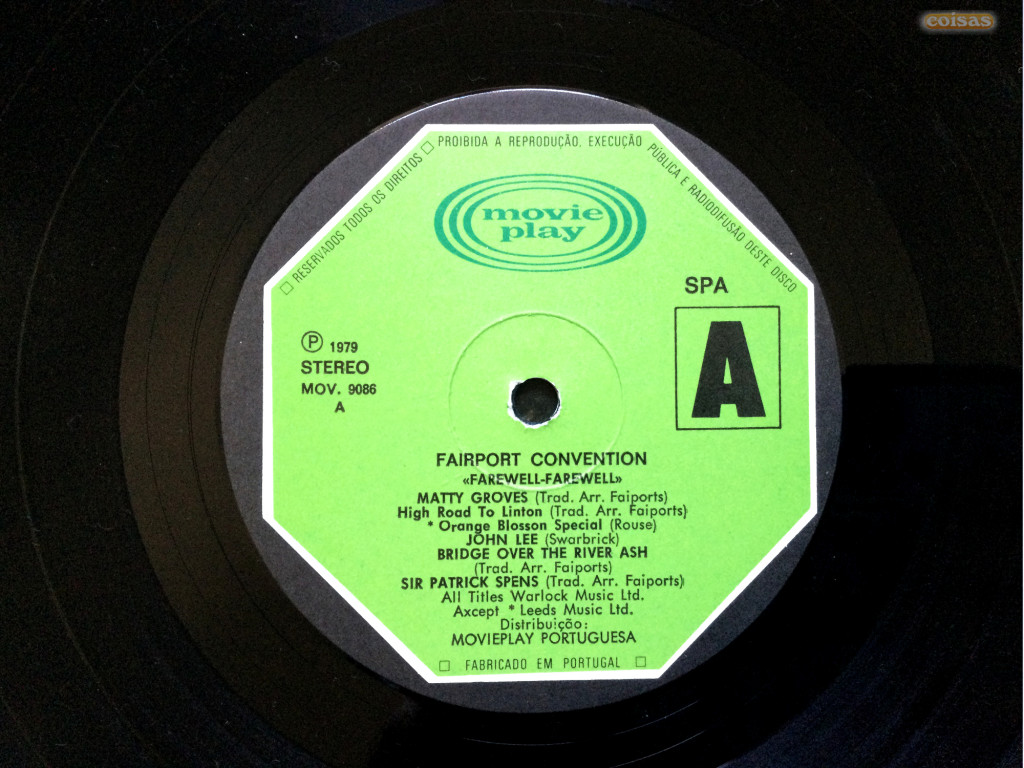 coisas
□ RESERVADOS TODOS OS DIREITOS □ PROIBIDA A REPRODUÇÃO, EXECUÇÃO PÚBLICA E RADIODIFUSÃO DESTE DISCO
movie
play
SPA
A
Ⓟ 1979
STEREO
MOV. 9086
A
FAIRPORT CONVENTION
«FAREWELL-FAREWELL»
MATTY GROVES (Trad. Arr. Faiports)
High Road To Linton (Trad. Arr. Faiports)
* Orange Blosson Special (Rouse)
JOHN LEE (Swarbrick)
BRIDGE OVER THE RIVER ASH
(Trad. Arr. Faiports)
SIR PATRICK SPENS (Trad. Arr. Faiports)
All Titles Warlock Music Ltd.
Axcept * Leeds Music Ltd.
Distribuição:
MOVIEPLAY PORTUGUESA
□ FABRICADO EM PORTUGAL □